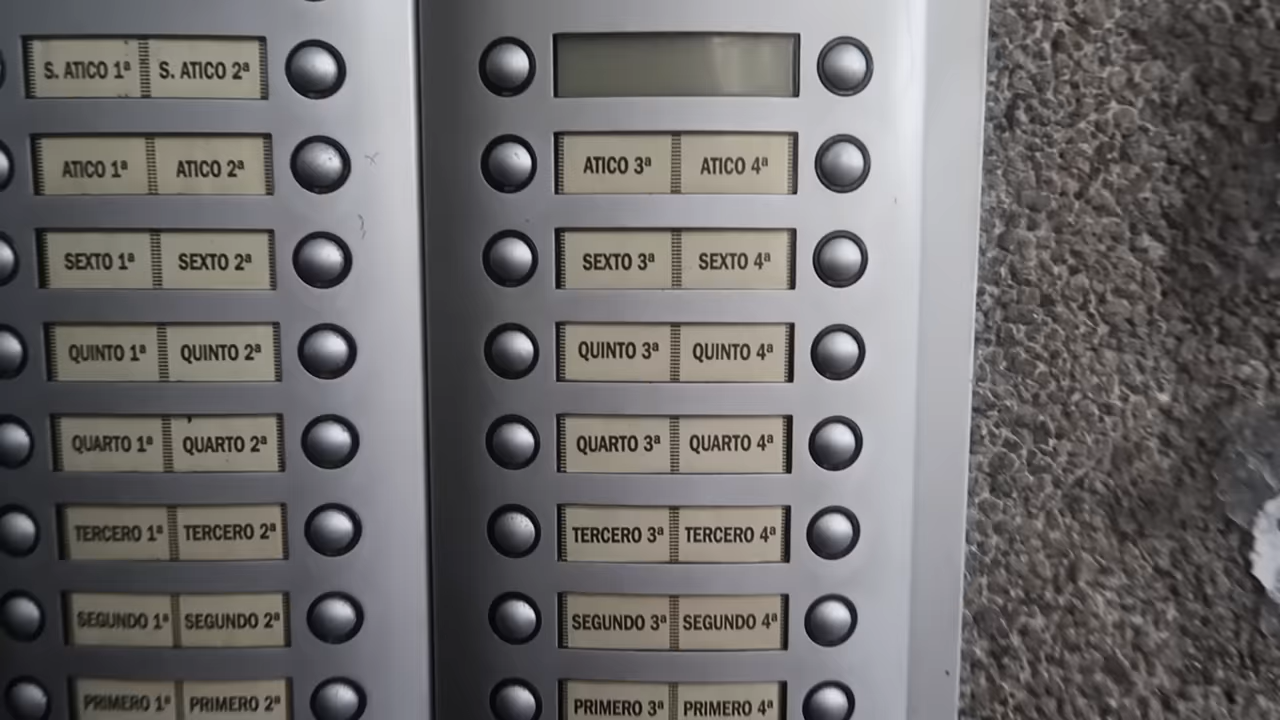 S. ATICO 1ª S. ATICO 2ª
ATICO 1ª ATICO 2ª ATICO 3ª ATICO 4ª
SEXTO 1ª SEXTO 2ª SEXTO 3ª SEXTO 4ª
QUINTO 1ª QUINTO 2ª QUINTO 3ª QUINTO 4ª
QUARTO 1ª QUARTO 2ª QUARTO 3ª QUARTO 4ª
TERCERO 1ª TERCERO 2ª TERCERO 3ª TERCERO 4ª
SEGUNDO 1ª SEGUNDO 2ª SEGUNDO 3ª SEGUNDO 4ª
PRIMERO 1ª PRIMERO 2ª PRIMERO 3ª PRIMERO 4ª